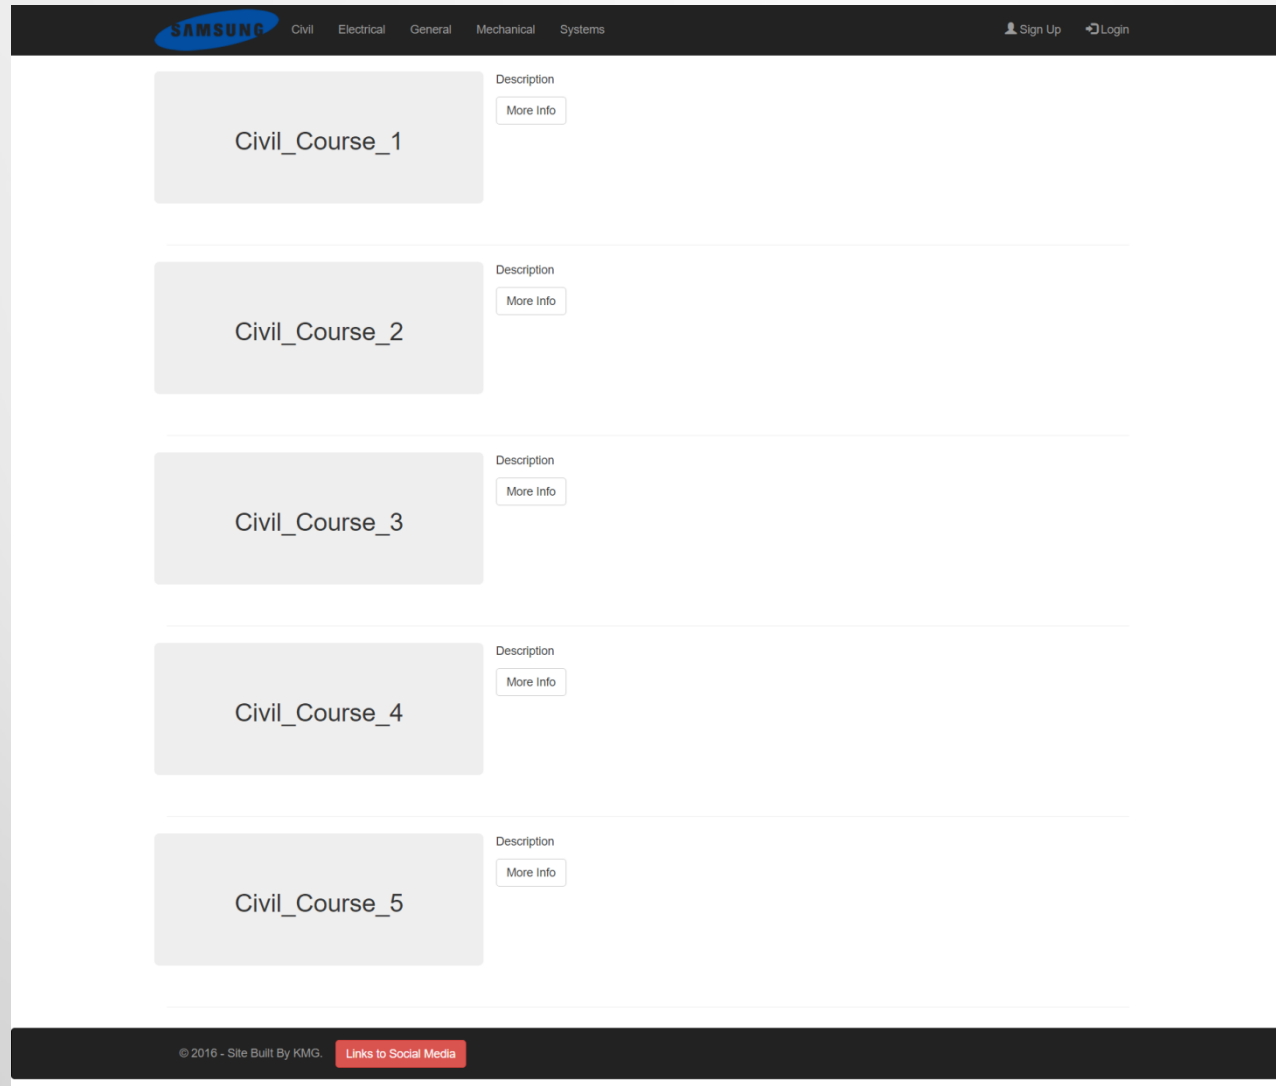 SAMSUNG Civil Electrical General Mechanical Systems Sign Up Login
Description
More Info
Civil_Course_1
Description
More Info
Civil_Course_2
Description
More Info
Civil_Course_3
Description
More Info
Civil_Course_4
Description
More Info
Civil_Course_5
© 2016 - Site Built By KMG. Links to Social Media